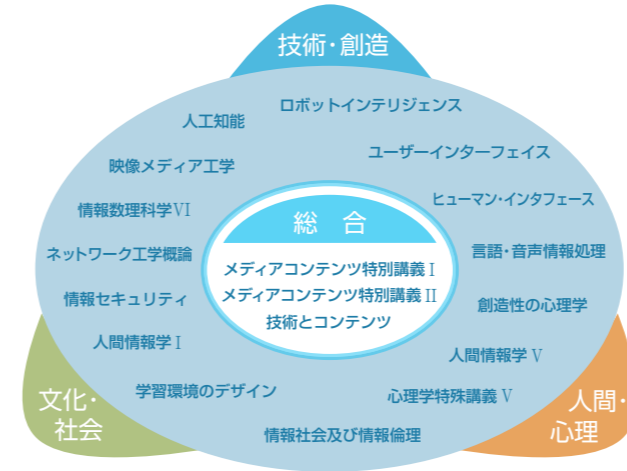 技術・創造
ロボットインテリジェンス
人工知能
ユーザーインターフェイス
映像メディア工学
ヒューマン・インタフェース
情報数理科学Ⅵ
総 合
ネットワーク工学概論
言語・音声情報処理
メディアコンテンツ特別講義Ⅰ
メディアコンテンツ特別講義Ⅱ
技術とコンテンツ
情報セキュリティ
創造性の心理学
人間情報学Ⅰ
人間情報学Ⅴ
学習環境のデザイン
心理学特殊講義Ⅴ
文化・
社会
人間・
心理
情報社会及び情報倫理